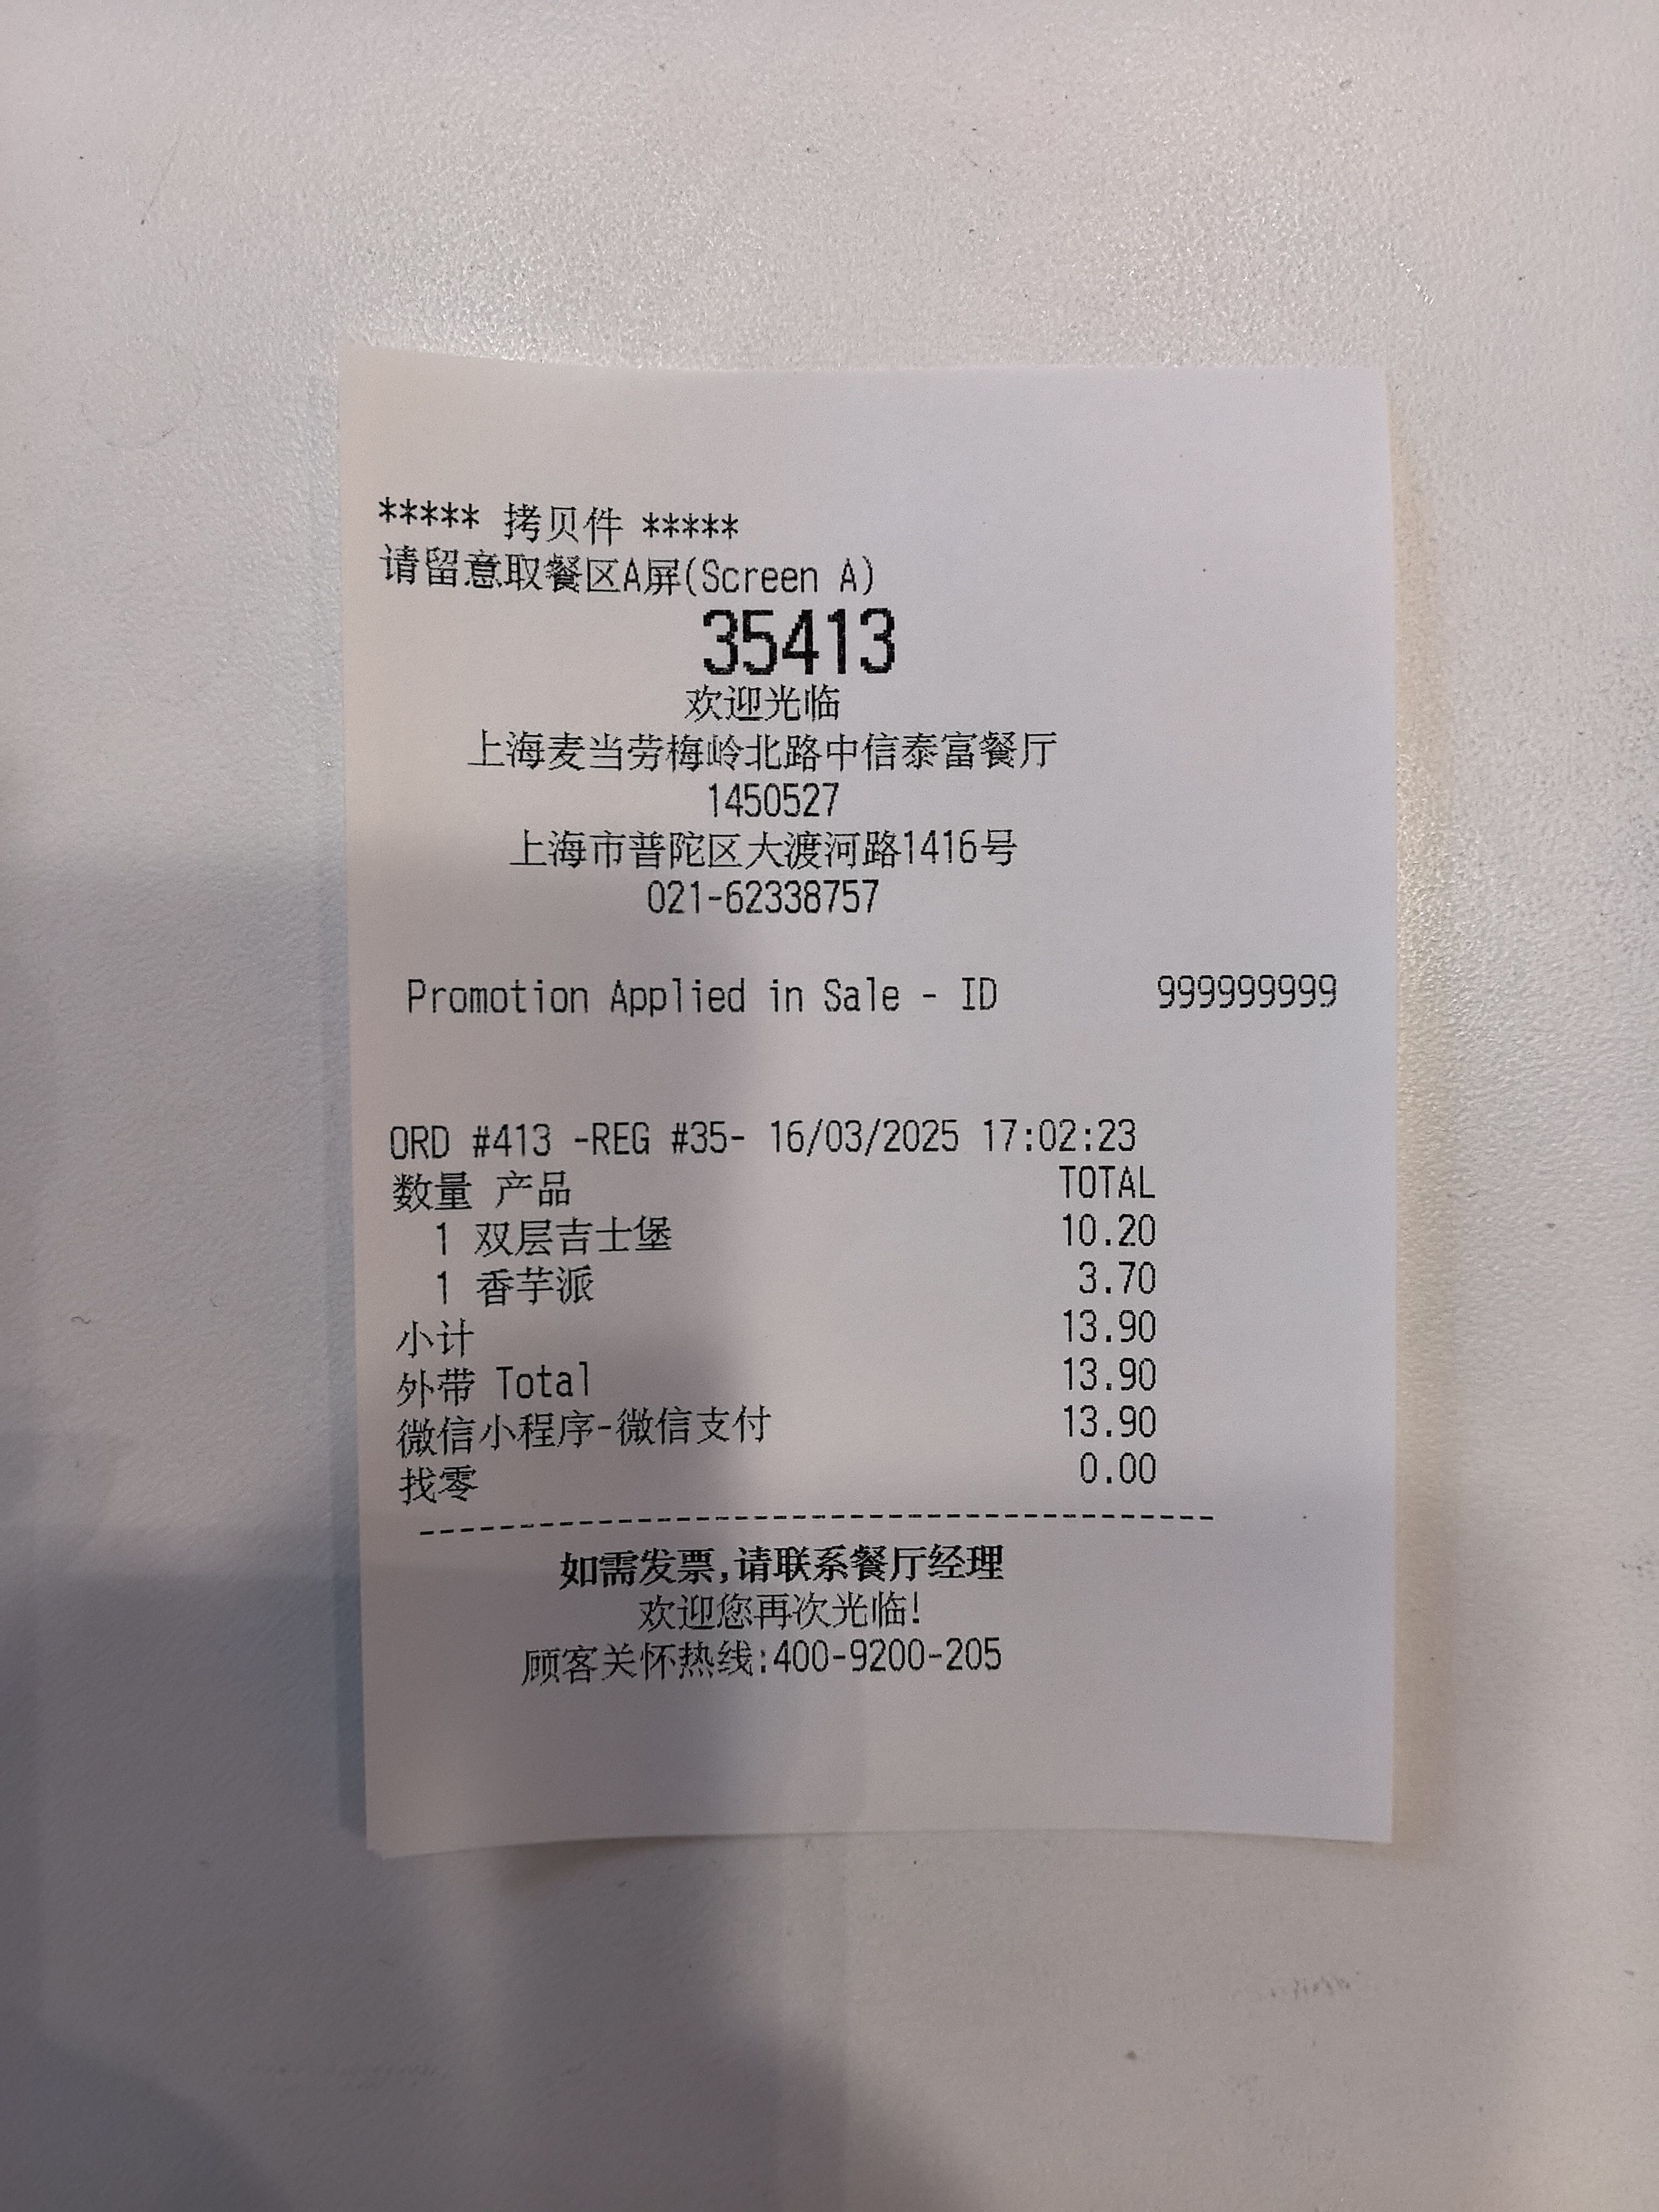 ***** 拷贝件 *****
请留意取餐区A屏(Screen A)
35413
欢迎光临
上海麦当劳梅岭北路中信泰富餐厅
1450527
上海市普陀区大渡河路1416号
021-62338757
Promotion Applied in Sale - ID 999999999
ORD #413 -REG #35- 16/03/2025 17:02:23
数量 产品 TOTAL
1 双层吉士堡 10.20
1 香芋派 3.70
小计 13.90
外带 Total 13.90
微信小程序-微信支付 13.90
找零 0.00
----------------------------------------
如需发票,请联系餐厅经理
欢迎您再次光临!
顾客关怀热线:400-9200-205